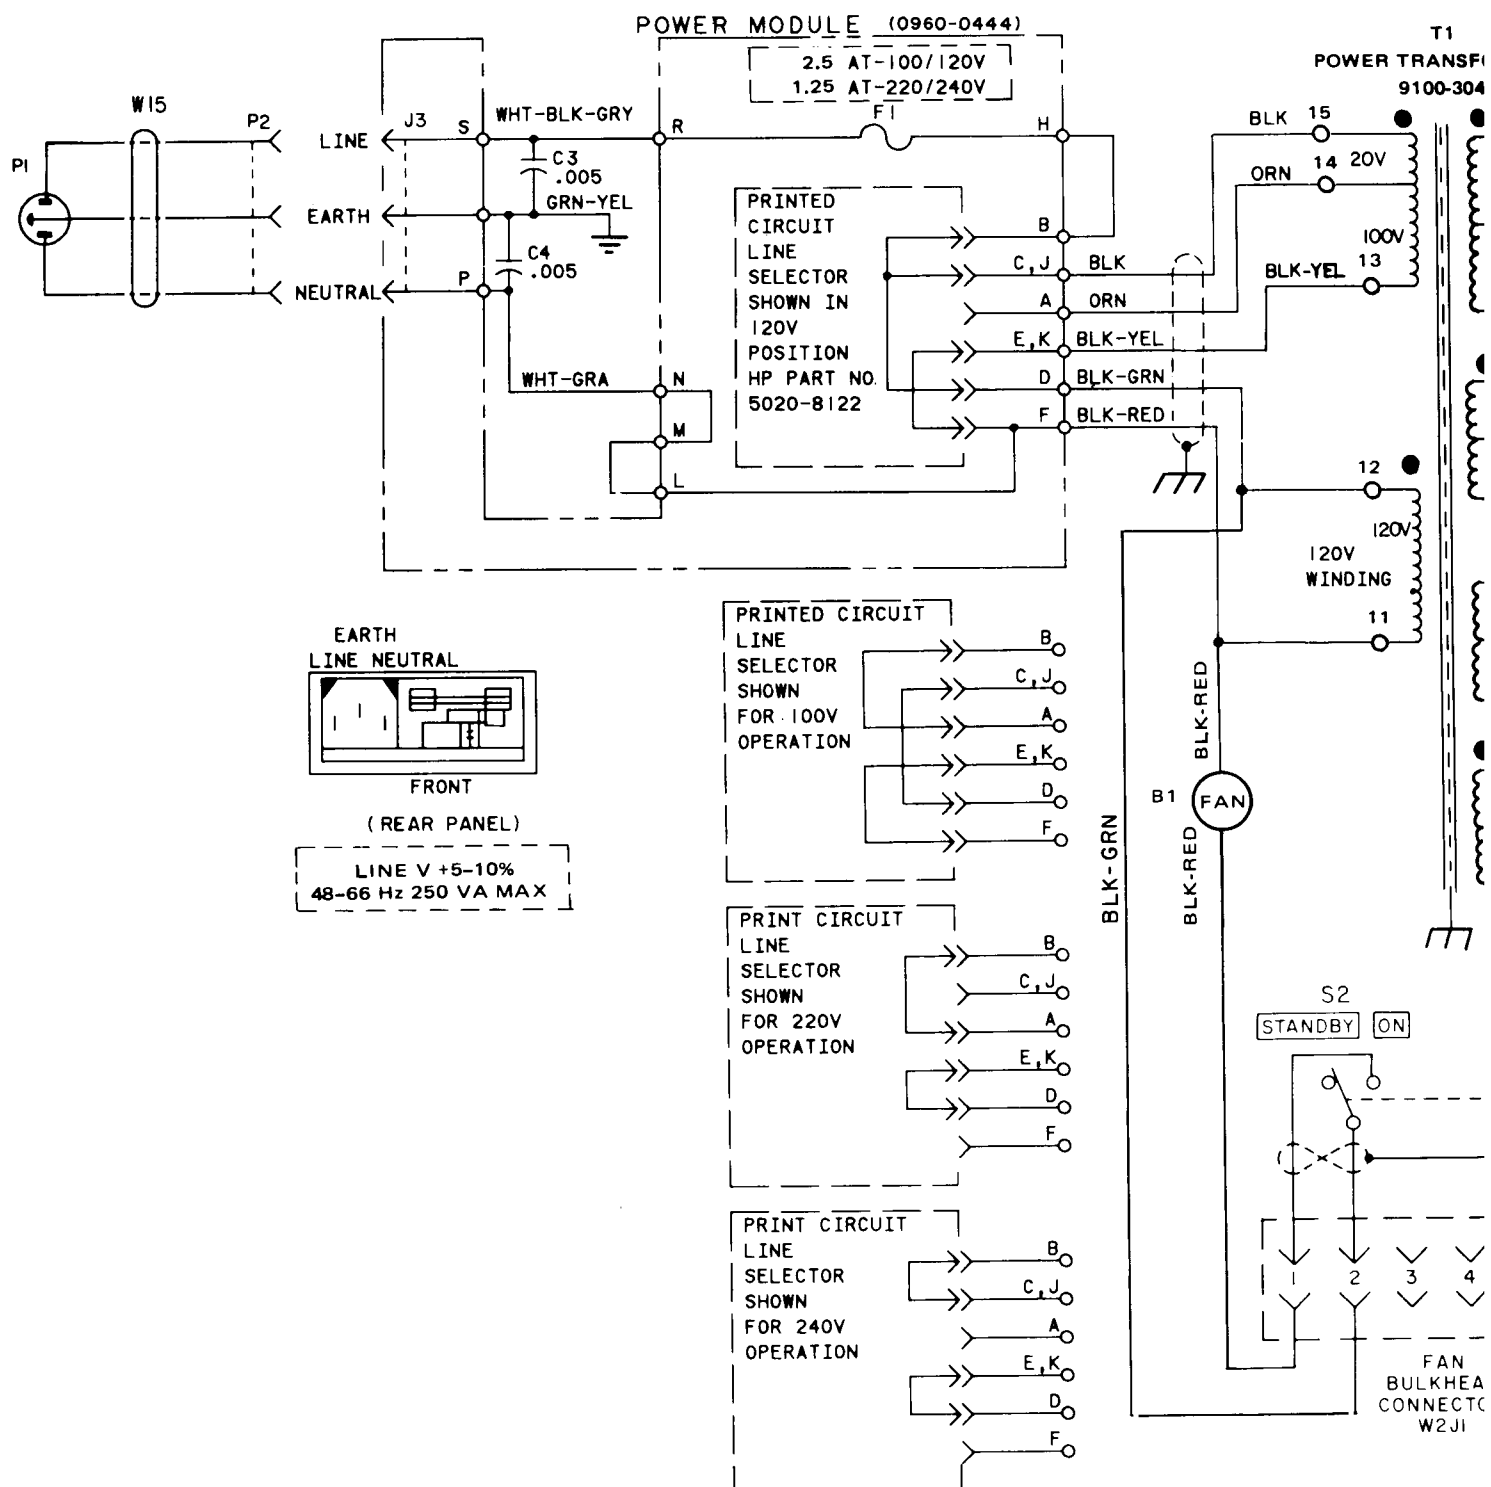 POWER MODULE (0960-0444)
2.5 AT-100/120V
1.25 AT-220/240V
F1
T1
POWER TRANSF
9100-304
W15
P1
P2
J3
LINE
EARTH
NEUTRAL
S
WHT-BLK-GRY
R
H
C3
.005
GRN-YEL
C4
.005
P
WHT-GRA
N
M
L
PRINTED
CIRCUIT
LINE
SELECTOR
SHOWN IN
120V
POSITION
HP PART NO.
5020-8122
B
C,J
A
E,K
D
F
BLK
ORN
BLK-YEL
BLK-GRN
BLK-RED
BLK 15
ORN
14 20V
100V
BLK-YEL 13
12
120V
120V
WINDING
11
EARTH
LINE NEUTRAL
FRONT
(REAR PANEL)
LINE V +5-10%
48-66 Hz 250 VA MAX
PRINTED CIRCUIT
LINE
SELECTOR
SHOWN
FOR 100V
OPERATION
B
C,J
A
E,K
D
F
BLK-RED
B1 FAN
BLK-GRN
BLK-RED
PRINT CIRCUIT
LINE
SELECTOR
SHOWN
FOR 220V
OPERATION
B
C,J
A
E,K
D
F
S2
STANDBY ON
1 2 3 4
PRINT CIRCUIT
LINE
SELECTOR
SHOWN
FOR 240V
OPERATION
B
C,J
A
E,K
D
F
FAN
BULKHEA
CONNECTO
W2J1